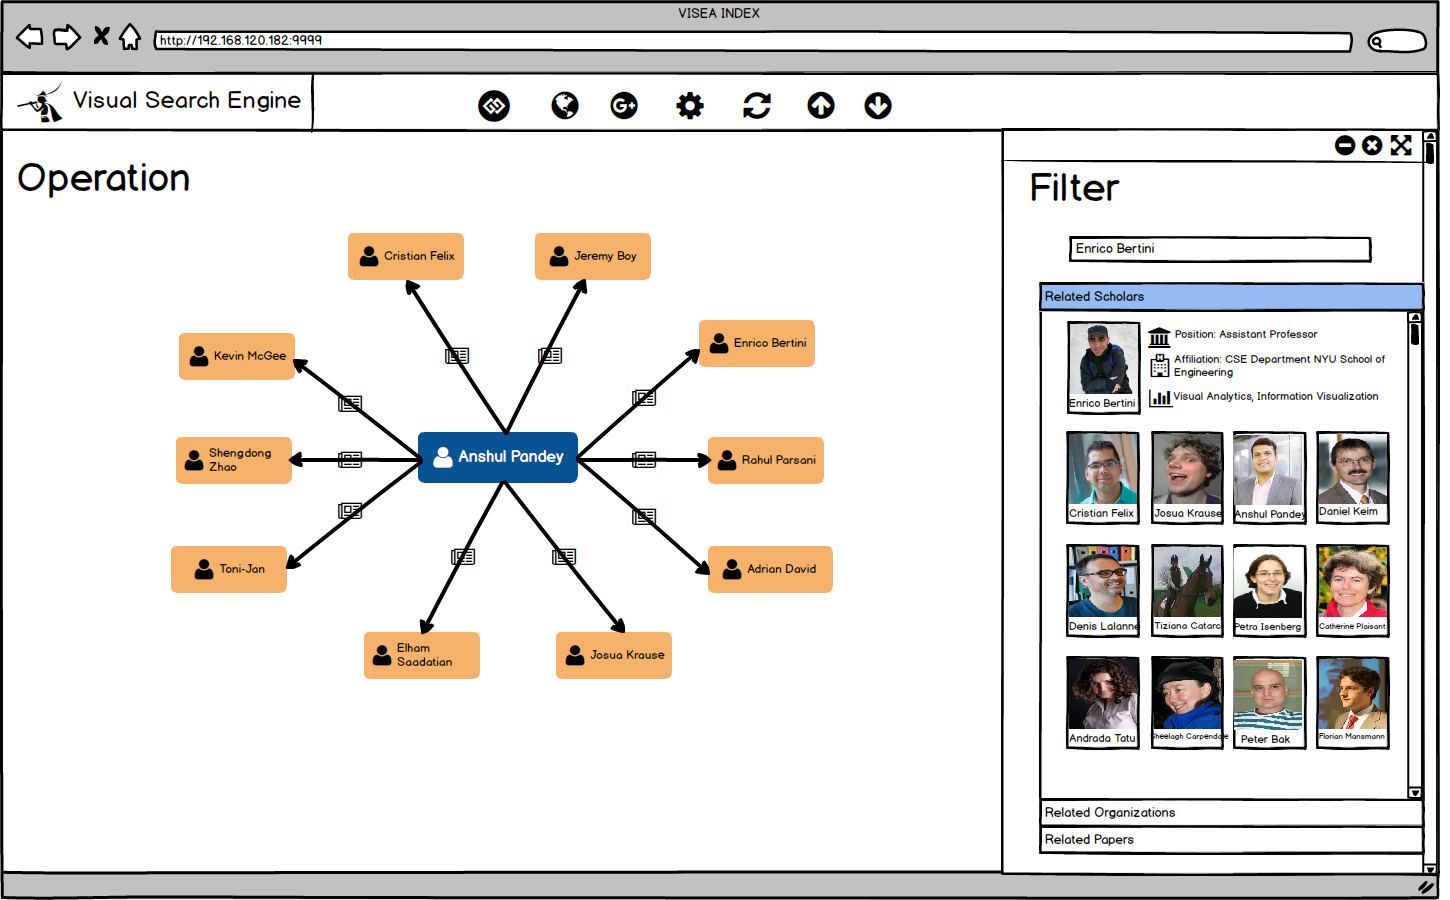 VISEA INDEX
http://192.168.120.182:9999
Visual Search Engine
G+
Operation
Cristian Felix
Jeremy Boy
Kevin McGee
Enrico Bertini
Shengdong
Zhao
Anshul Pandey
Rahul Parsani
Toni-Jan
Adrian David
Elham
Saadatian
Josua Krause
Filter
Enrico Bertini
Related Scholars
Enrico Bertini
Position: Assistant Professor
Affiliation: CSE Department NYU School of
Engineering
Visual Analytics, Information Visualization
Cristian Felix
Josua Krause
Anshul Pandey
Daniel Keim
Denis Lalanne
Tiziana Catarc
Petra Isenberg
Catherine Plaisant
Andrada Tatu
Sheelagh Carpendale
Peter Bak
Florian Mansmann
Related Organizations
Related Papers